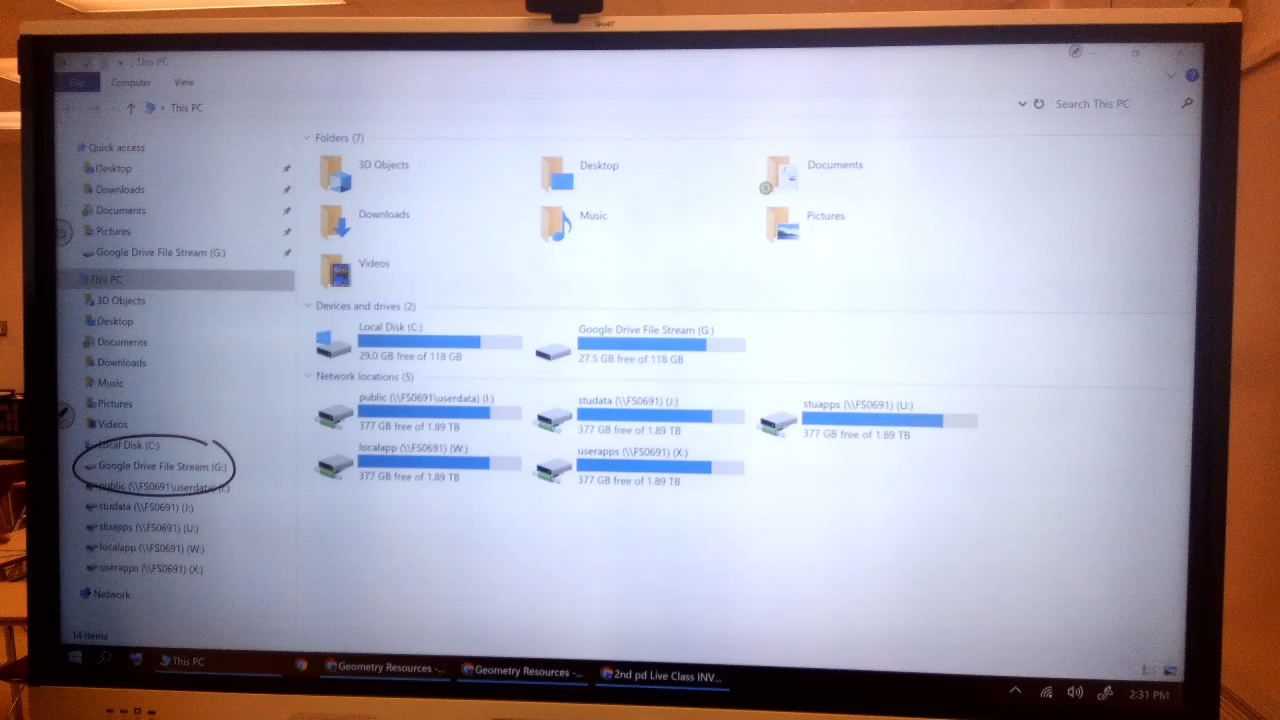 SMART
This PC
File Computer View
This PC
Search This PC
Quick access
Desktop
Downloads
Documents
Pictures
Google Drive File Stream (G:)
This PC
3D Objects
Desktop
Documents
Downloads
Music
Pictures
Videos
Local Disk (C:)
Google Drive File Stream (G:)
public (\\FS0691\userdata) (I:)
studata (\\FS0691) (J:)
stuapps (\\FS0691) (U:)
localapp (\\FS0691) (W:)
userapps (\\FS0691) (X:)
Network
14 items
Folders (7)
3D Objects
Desktop
Documents
Downloads
Music
Pictures
Videos
Devices and drives (2)
Local Disk (C:)
29.0 GB free of 118 GB
Google Drive File Stream (G:)
27.5 GB free of 118 GB
Network locations (5)
public (\\FS0691\userdata) (I:)
377 GB free of 1.89 TB
studata (\\FS0691) (J:)
377 GB free of 1.89 TB
stuapps (\\FS0691) (U:)
377 GB free of 1.89 TB
localapp (\\FS0691) (W:)
377 GB free of 1.89 TB
userapps (\\FS0691) (X:)
377 GB free of 1.89 TB
This PC
Geometry Resources -...
Geometry Resources -...
2nd pd Live Class INV...
2:31 PM